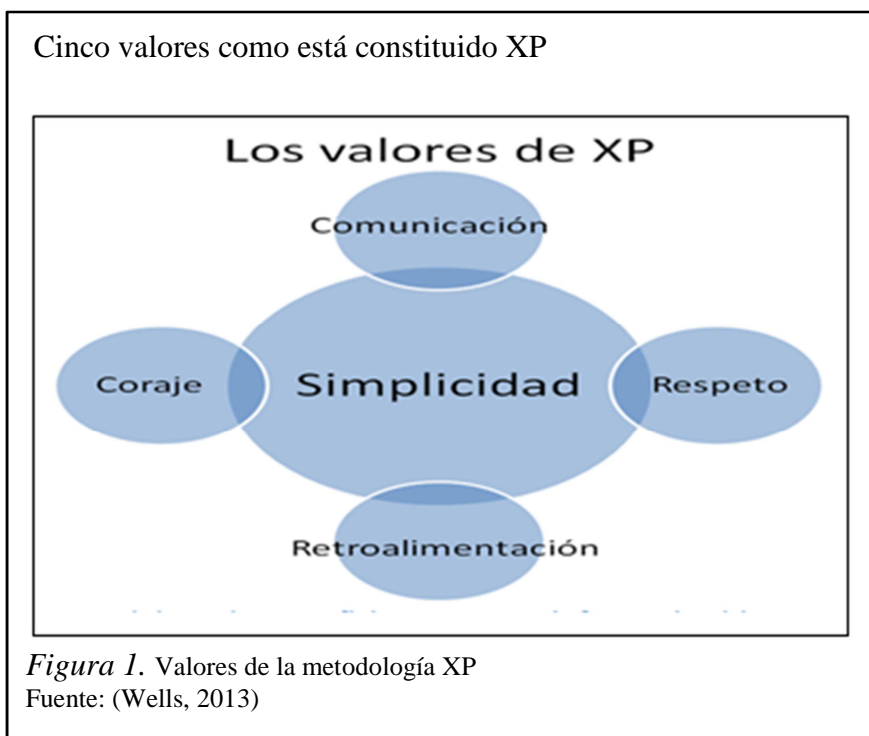 Cinco valores como está constituido XP
Los valores de XP
Comunicación
Coraje
Simplicidad
Respeto
Retroalimentación
Figura 1. Valores de la metodología XP
Fuente: (Wells, 2013)